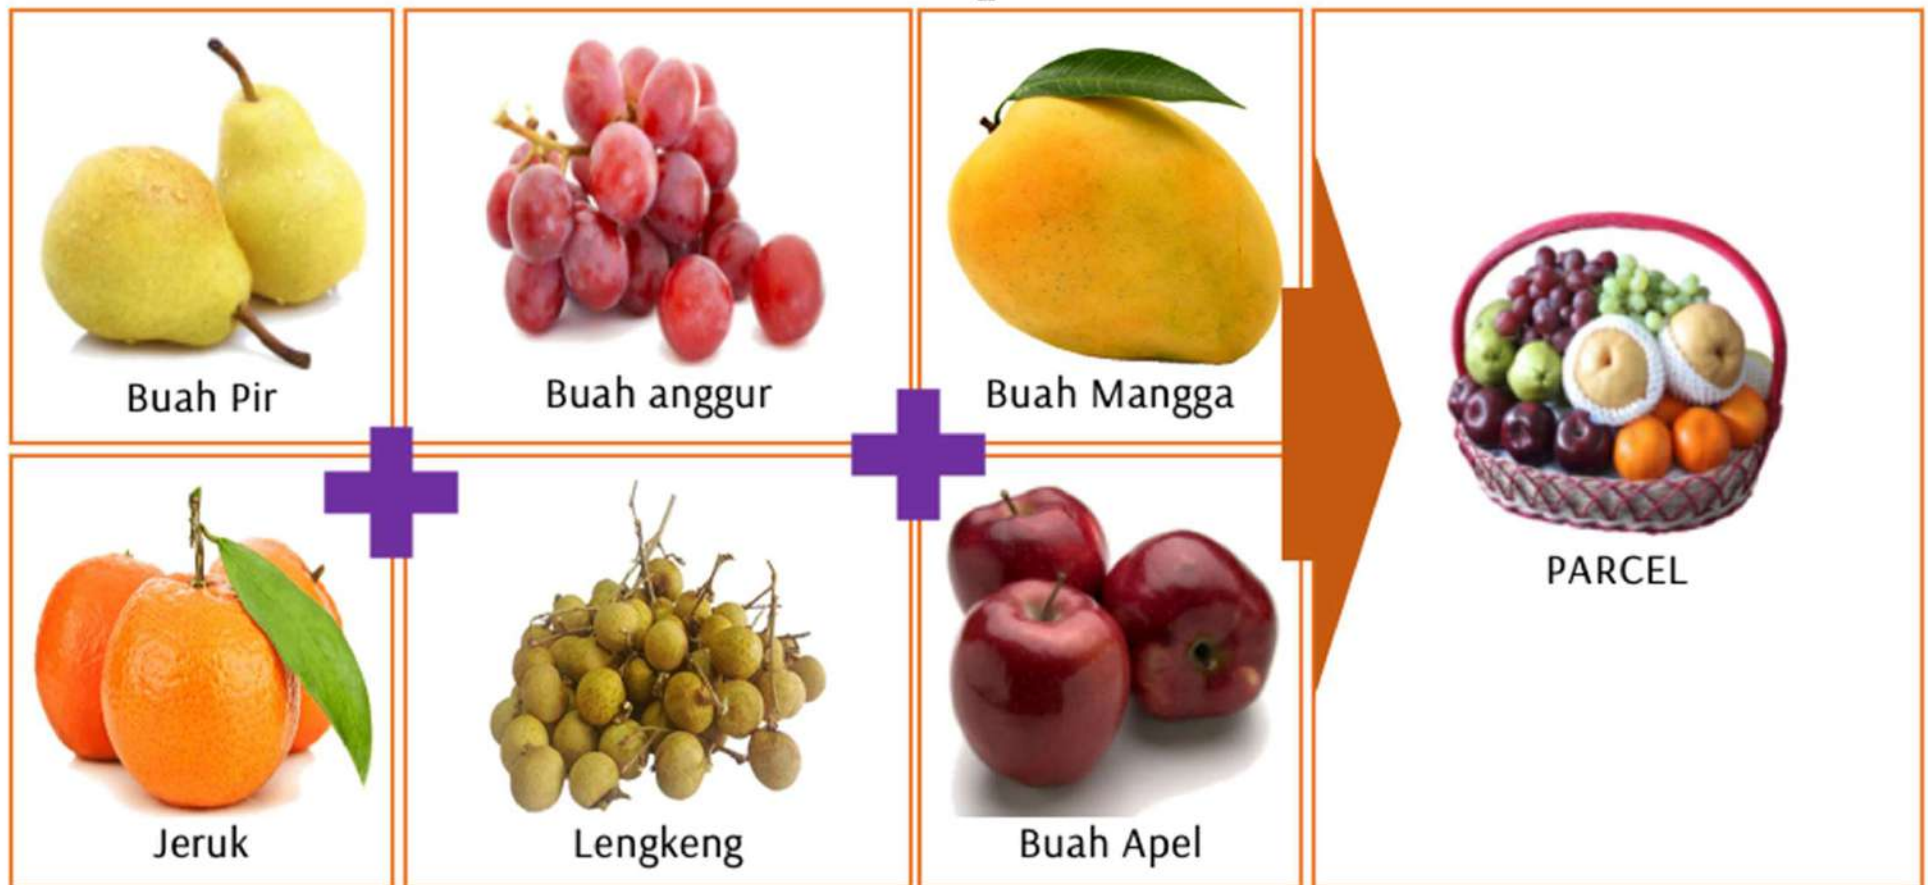 Buah Pir
Buah anggur
Buah Mangga
PARCEL
Jeruk
Lengkeng
Buah Apel